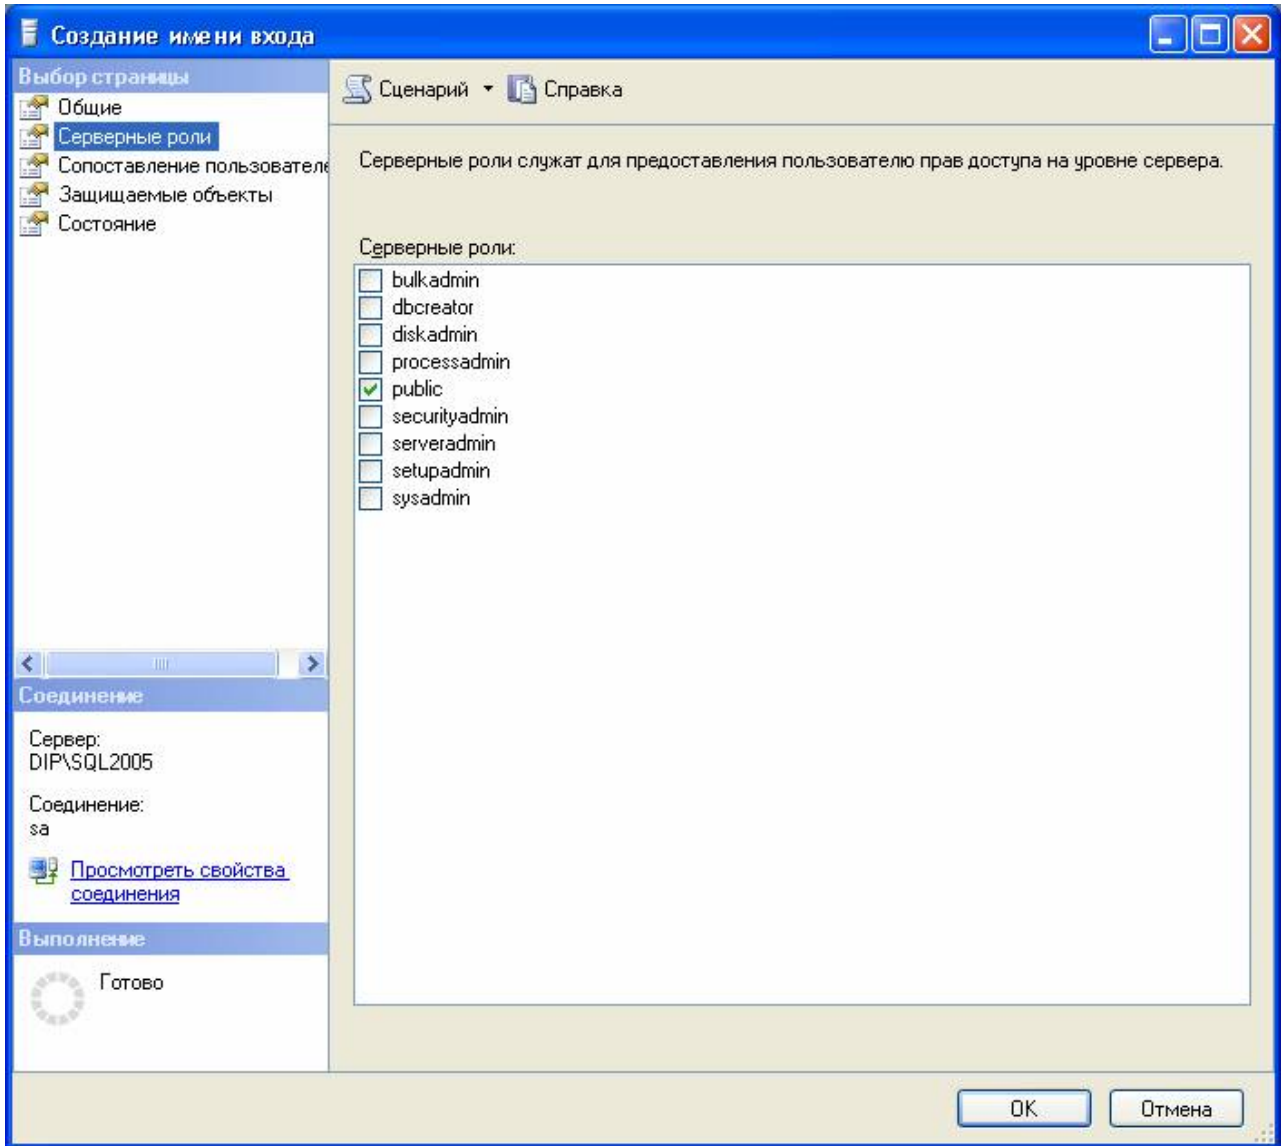 Создание имени входа
Выбор страницы
Общие
Серверные роли
Сопоставление пользователе
Защищаемые объекты
Состояние
Сценарий
Справка
Серверные роли служат для предоставления пользователю прав доступа на уровне сервера.
Серверные роли:
bulkadmin
dbcreator
diskadmin
processadmin
public
securityadmin
serveradmin
setupadmin
sysadmin
Соединение
Сервер:
DIP\SQL2005
Соединение:
sa
Просмотреть свойства
соединения
Выполнение
Готово
OK
Отмена